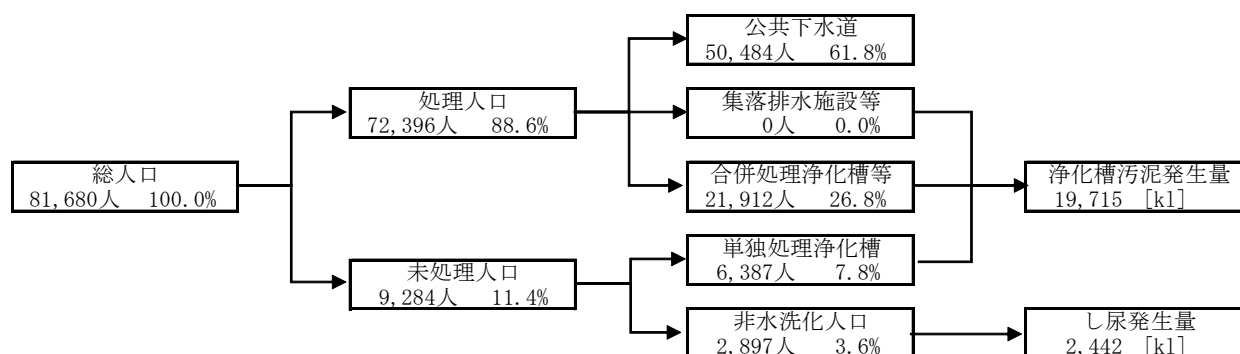 総人口
81,680人 100.0%
処理人口
72,396人 88.6%
未処理人口
9,284人 11.4%
公共下水道
50,484人 61.8%
集落排水施設等
0人 0.0%
合併処理浄化槽等
21,912人 26.8%
単独処理浄化槽
6,387人 7.8%
非水洗化人口
2,897人 3.6%
浄化槽汚泥発生量
19,715 [kl]
し尿発生量
2,442 [kl]